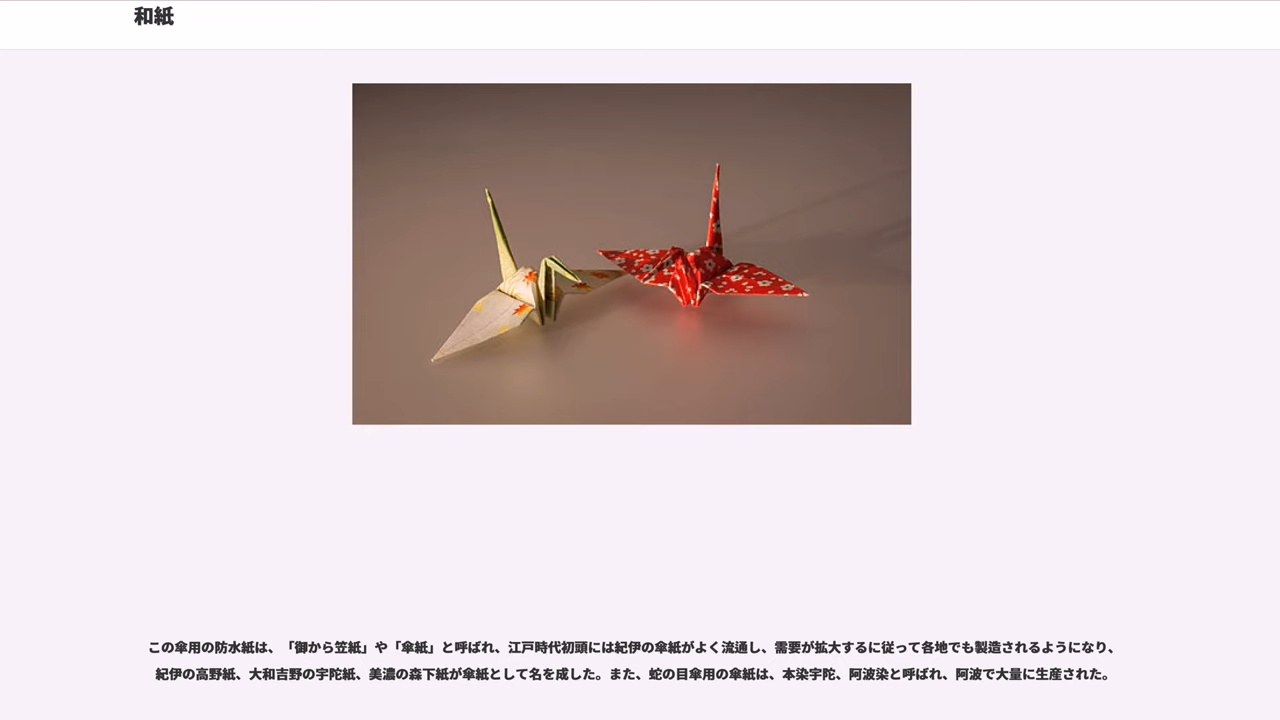 和紙
この傘用の防水紙は、「御から笠紙」や「傘紙」と呼ばれ、江戸時代初頭には紀伊の傘紙がよく流通し、需要が拡大するに従って各地でも製造されるようになり、
紀伊の高野紙、大和吉野の宇陀紙、美濃の森下紙が傘紙として名を成した。また、蛇の目傘用の傘紙は、本染宇陀、阿波染と呼ばれ、阿波で大量に生産された。